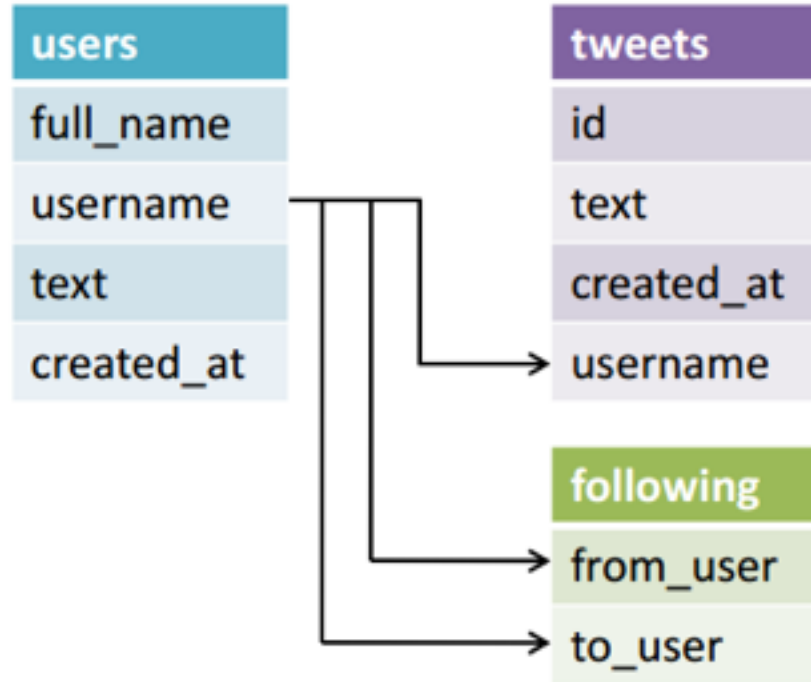 users
full_name
username
text
created_at
tweets
id
text
created_at
username
following
from_user
to_user